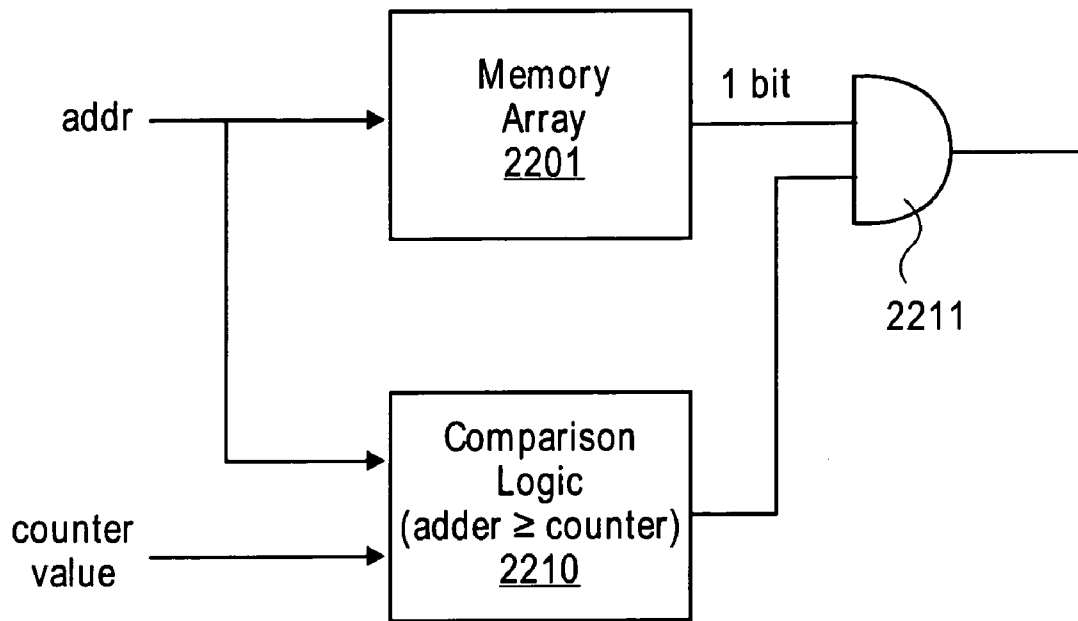 Memory
Array
2201
1 bit
addr
2211
Comparison
Logic
(adder ≥ counter)
2210
counter
value